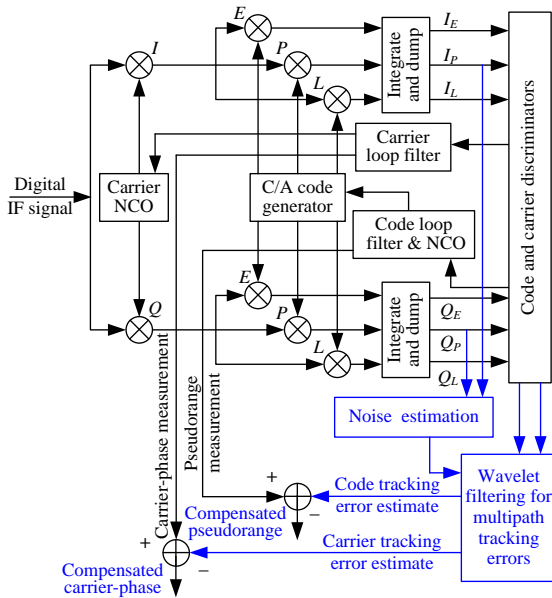 E
I
P
L
Integrate
and dump
I_E
I_P
I_L
Code and carrier discriminators
Carrier
loop filter
Digital
IF signal
Carrier
NCO
C/A code
generator
Code loop
filter & NCO
E
Q
P
L
Integrate
and dump
Q_E
Q_P
Q_L
Carrier-phase measurement
Pseudorange
measurement
Noise estimation
Wavelet
filtering for
multipath
tracking
errors
Code tracking
error estimate
+
−
Compensated
pseudorange
Carrier tracking
error estimate
+
−
Compensated
carrier-phase